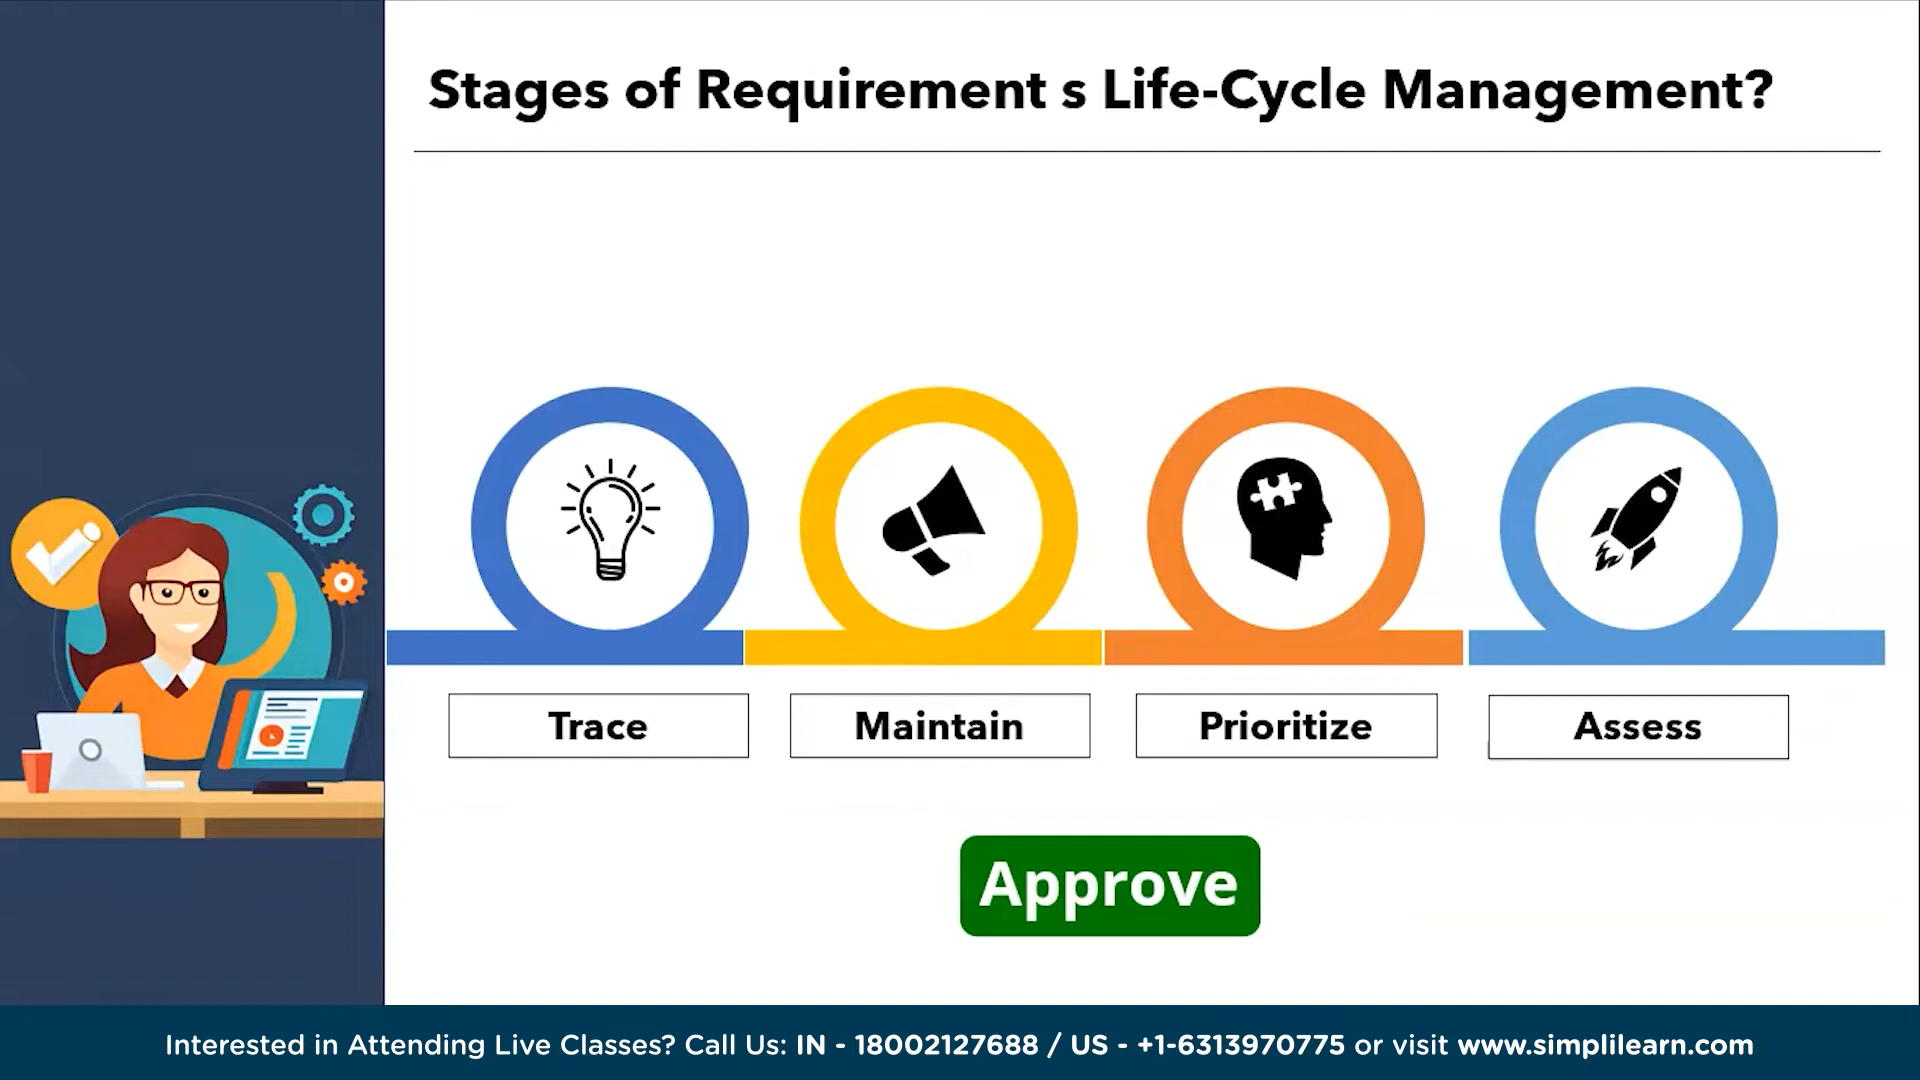 Stages of Requirement s Life-Cycle Management?
Trace
Maintain
Prioritize
Assess
Approve
Interested in Attending Live Classes? Call Us: IN - 18002127688 / US - +1-6313970775 or visit www.simplilearn.com